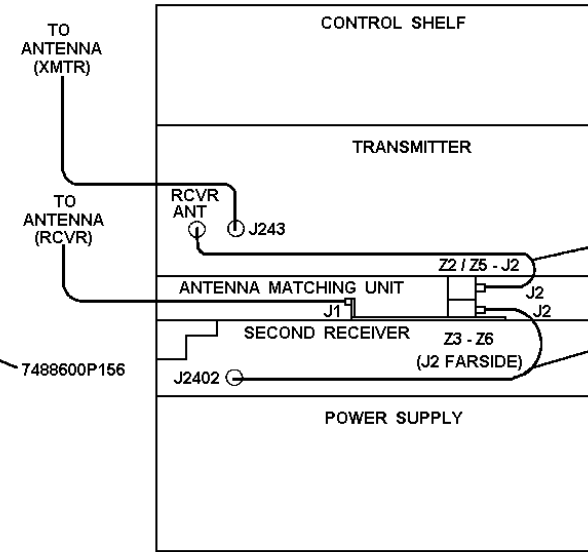 CONTROL SHELF
TO
ANTENNA
(XMTR)
TRANSMITTER
RCVR
ANT
J243
TO
ANTENNA
(RCVR)
Z2 / Z5 - J2
ANTENNA MATCHING UNIT
J1
J2
J2
SECOND RECEIVER
Z3 - Z6
(J2 FARSIDE)
7488600P156
J2402
POWER SUPPLY